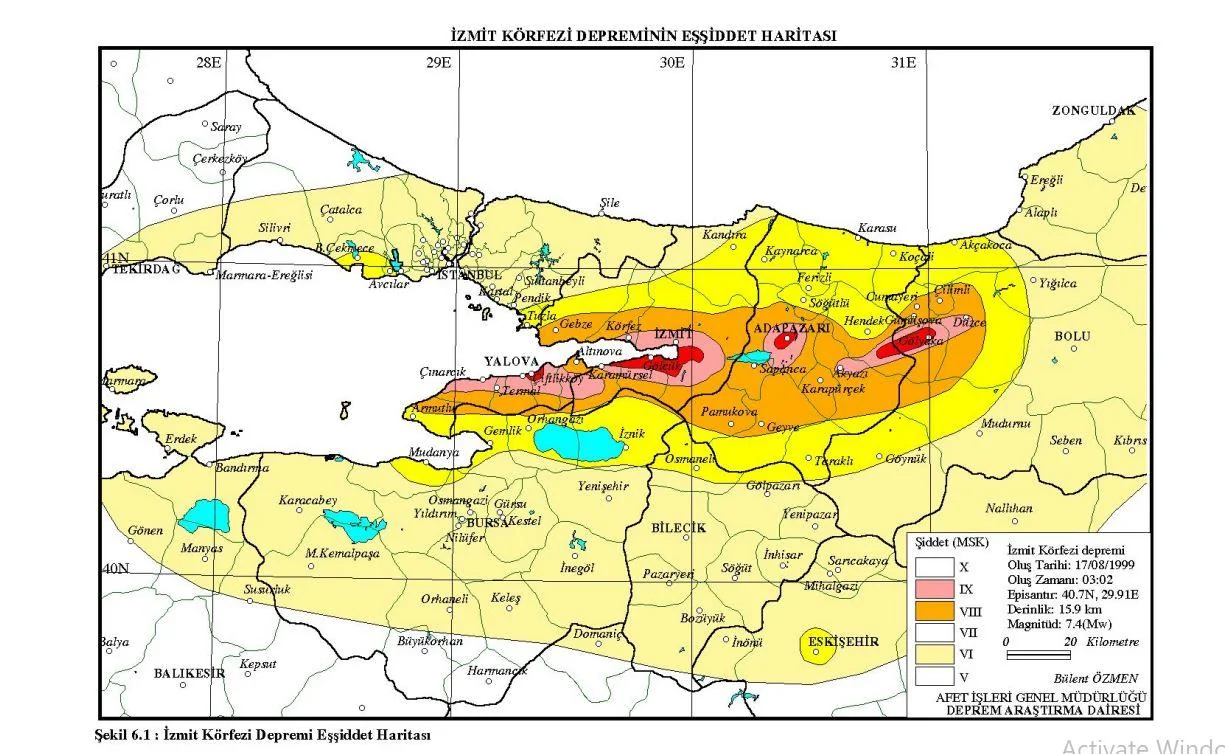 İZMİT KÖRFEZİ DEPREMİNİN EŞŞİDDET HARİTASI
28E
29E
30E
31E
ZONGULDAK
Saray
Çerkezköy
Ereğli
De
uratlı
Çorlu
Çatalca
Şile
Alaplı
Silivri
Kandıra
Karasu
B.Çekmece
Kaynarca
Koçali
Akçakoca
41N
TEKİRDAĞ
Marmara-Ereğlisi
Avcılar
İSTANBUL
Sultanbeyli
Ferizli
Yığılca
Kartal
Pendik
Söğütlü
Cumayeri
Çilimli
Tuzla
Gebze
Körfez
İZMİT
ADAPAZARI
Hendek
Gümüşova
Düzce
BOLU
YALOVA
Altınova
Gölcük
Gölyaka
Çınarcık
Çiftlikköy
Karamürsel
Sapanca
Akyazı
Termal
Karapürçek
Marmara
Armutlu
Pamukova
Geyve
Erdek
Gemlik
Orhangazi
İznik
Mudurnu
Seben
Kıbrıs
Mudanya
Osmaneli
Taraklı
Göynük
Bandırma
Gölpazarı
Karacabey
Osmangazi
Gürsu
Yenişehir
Yıldırım
BURSA
Kestel
Yenipazar
Nallıhan
Gönen
Nilüfer
BİLECİK
Manyas
M.Kemalpaşa
İnegöl
İnhisar
Sarıcakaya
40N
Pazaryeri
Söğüt
Mihalgazi
Susurluk
Orhaneli
Keleş
Bozüyük
Balya
Büyükorhan
Domaniç
İnönü
ESKİŞEHİR
BALIKESİR
Kepsut
Harmancık
Şiddet (MSK)
X
IX
VIII
VII
VI
V
İzmit Körfezi depremi
Oluş Tarihi: 17/08/1999
Oluş Zamanı: 03:02
Episantır: 40.7N, 29.91E
Derinlik: 15.9 km
Magnitüd: 7.4(Mw)
0 20 Kilometre
Bülent ÖZMEN
AFET İŞLERİ GENEL MÜDÜRLÜĞÜ
DEPREM ARAŞTIRMA DAİRESİ
Şekil 6.1 : İzmit Körfezi Depremi Eşşiddet Haritası
Activate Windo